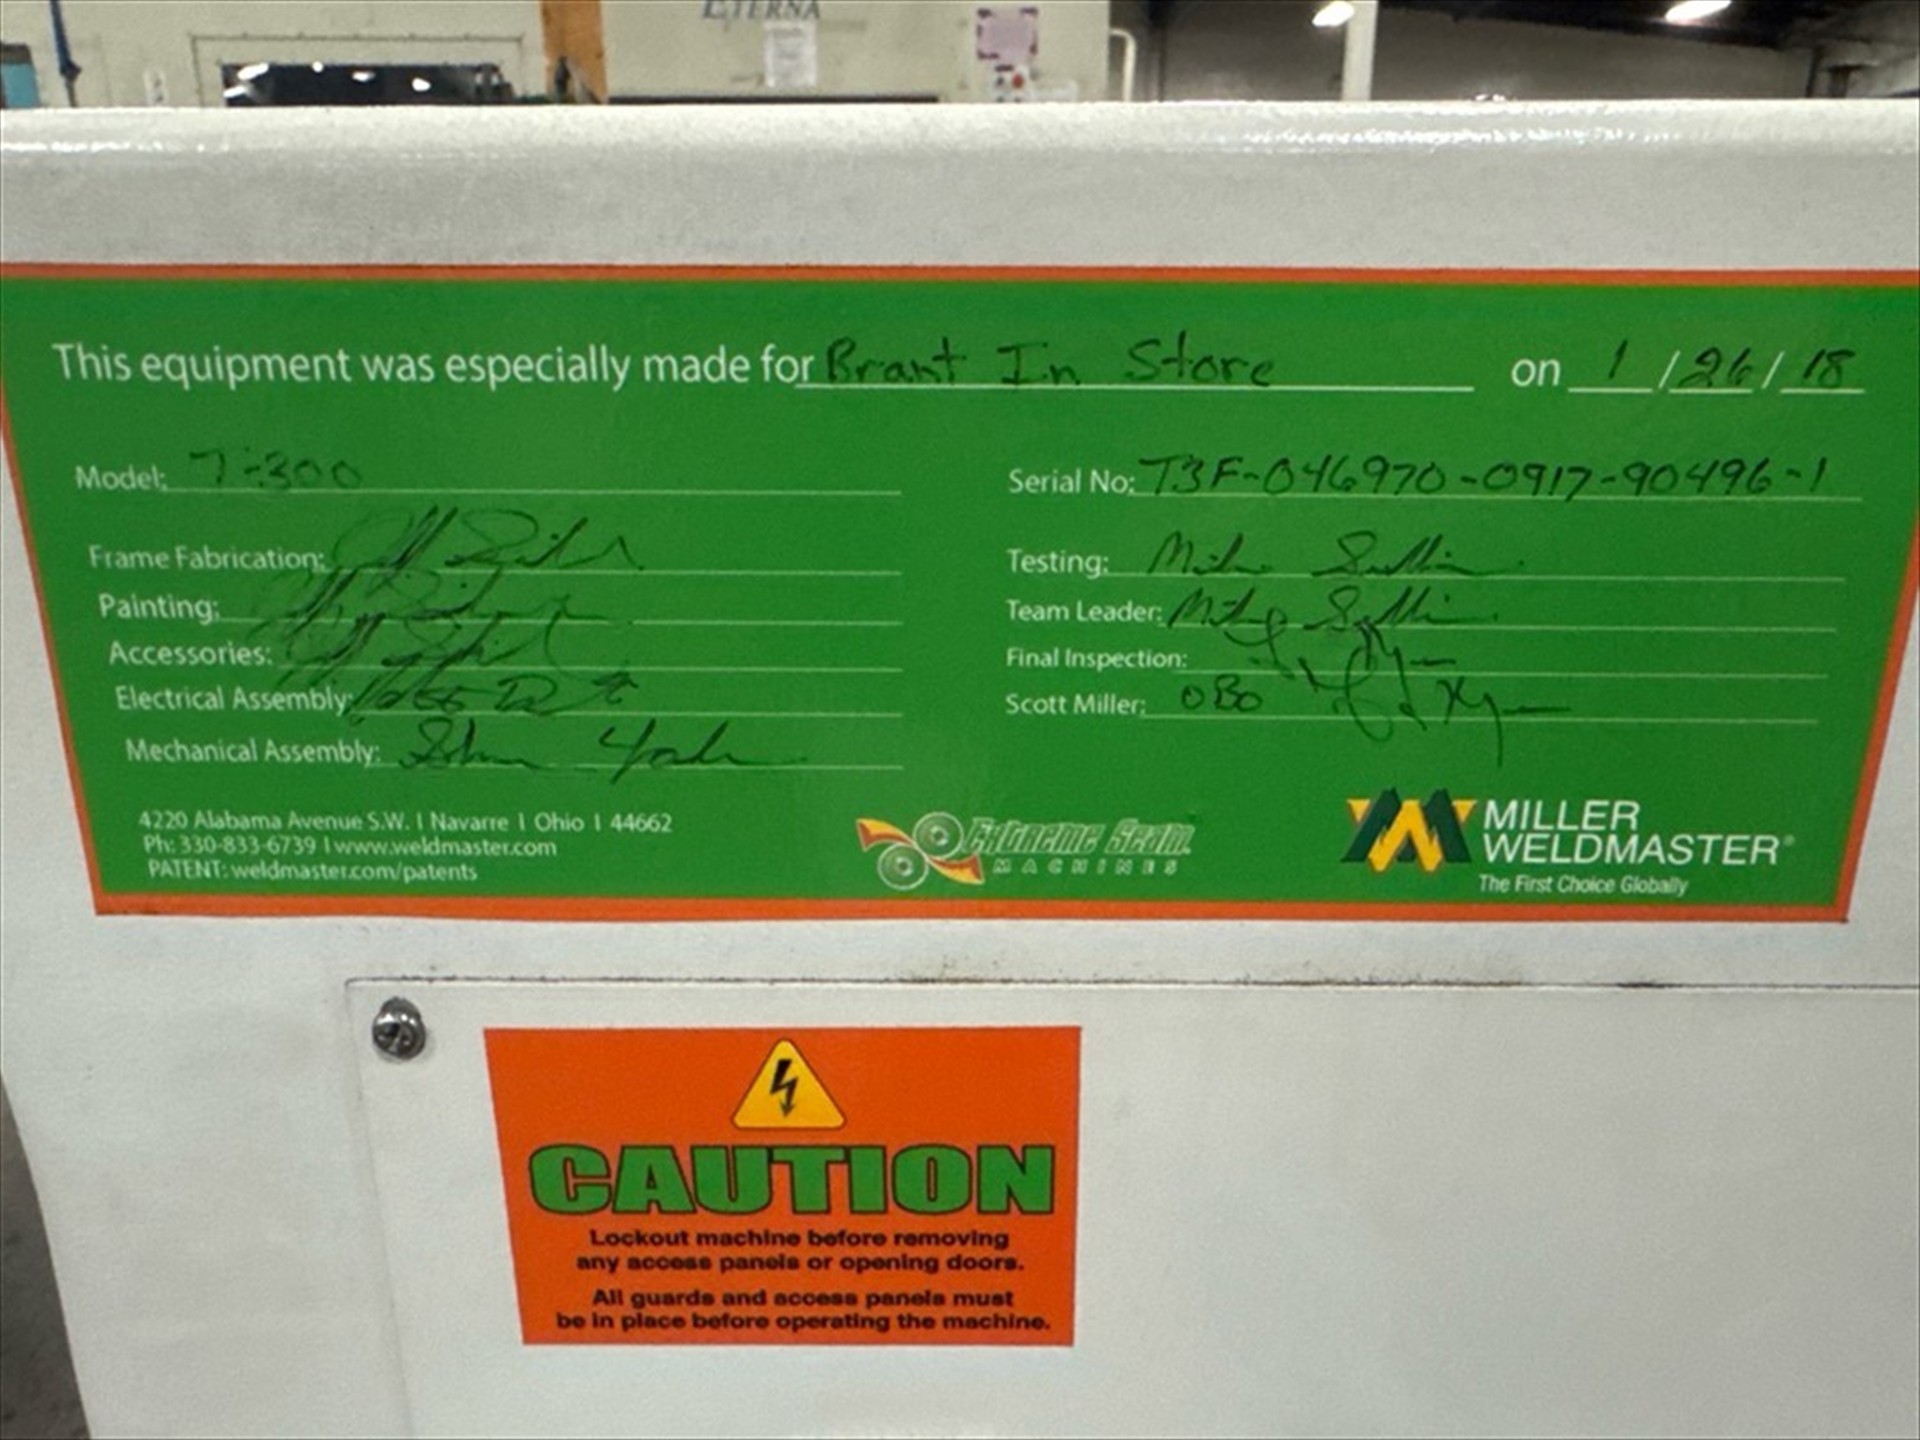 ETERNA
This equipment was especially made for Brant In Store on 1/26/18
Model: T-300
Serial No: T3F-046970-0917-90496-1
Frame Fabrication:
Testing: Mike Sullivan
Painting:
Team Leader: Mike Sullivan
Accessories:
Final Inspection:
Electrical Assembly:
Scott Miller: OBO
Mechanical Assembly:
4220 Alabama Avenue S.W. | Navarre | Ohio | 44662
Ph: 330-833-6739 | www.weldmaster.com
PATENT: weldmaster.com/patents
Extreme Seam
MACHINES
MILLER
WELDMASTER®
The First Choice Globally
CAUTION
Lockout machine before removing
any access panels or opening doors.
All guards and access panels must
be in place before operating the machine.